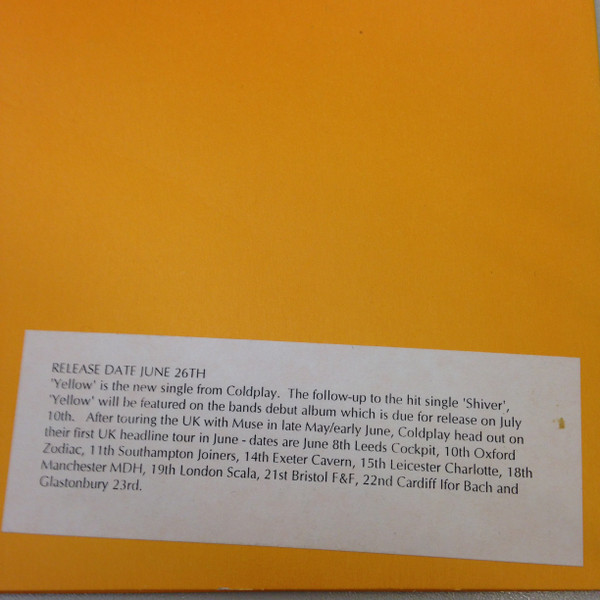 RELEASE DATE JUNE 26TH
'Yellow' is the new single from Coldplay. The follow-up to the hit single 'Shiver',
'Yellow' will be featured on the bands debut album which is due for release on July
10th. After touring the UK with Muse in late May/early June, Coldplay head out on
their first UK headline tour in June - dates are June 8th Leeds Cockpit, 10th Oxford
Zodiac, 11th Southampton Joiners, 14th Exeter Cavern, 15th Leicester Charlotte, 18th
Manchester MDH, 19th London Scala, 21st Bristol F&F, 22nd Cardiff Ifor Bach and
Glastonbury 23rd.